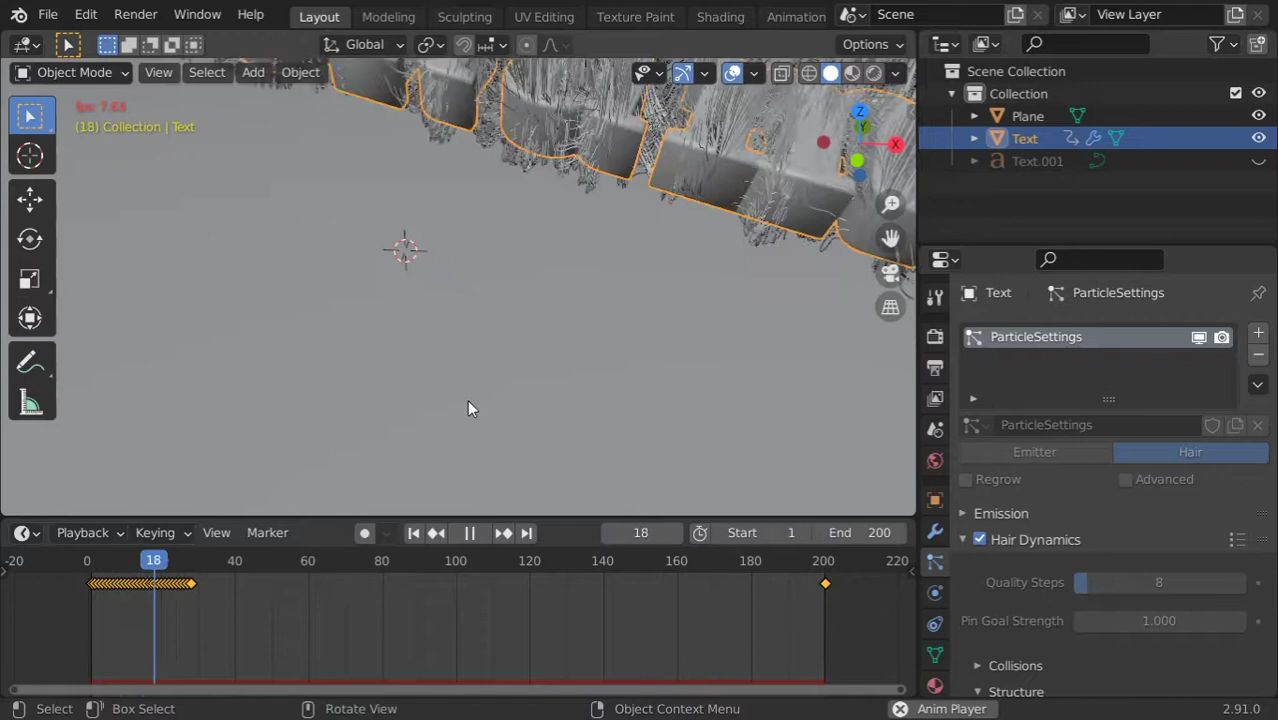 File Edit Render Window Help Layout Modeling Sculpting UV Editing Texture Paint Shading Animation Scene View Layer
Global Options
Object Mode View Select Add Object
Scene Collection
Collection
Plane
Text
Text.001
fps: 7.63
(18) Collection | Text
Z
Y
X
Text ParticleSettings
ParticleSettings
ParticleSettings
Emitter Hair
Regrow Advanced
Emission
Hair Dynamics
Quality Steps 8
Pin Goal Strength 1.000
Collisions
Structure
Playback Keying View Marker 18 Start 1 End 200
-20 0 18 40 60 80 100 120 140 160 180 200 220
Select Box Select Rotate View Object Context Menu Anim Player 2.91.0